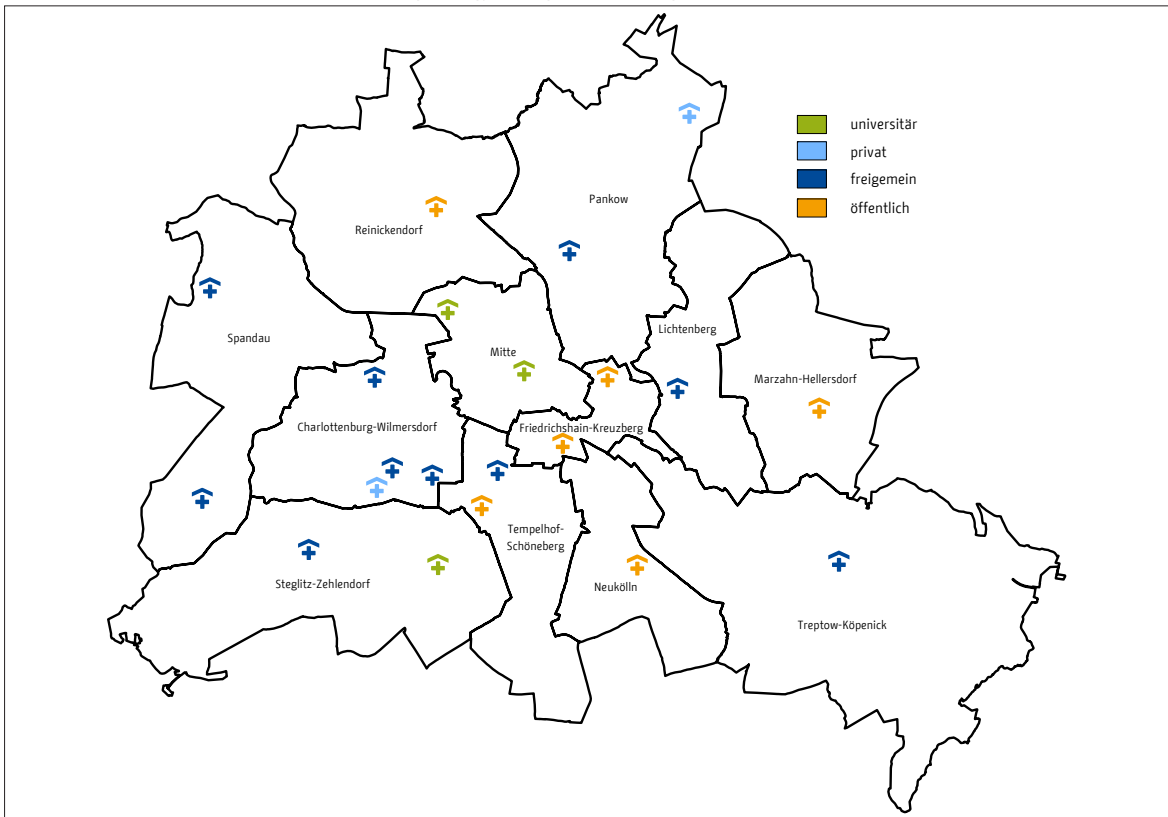 universitär
privat
freigemein
öffentlich
Pankow
Reinickendorf
Spandau
Lichtenberg
Mitte
Marzahn-Hellersdorf
Charlottenburg-Wilmersdorf
Friedrichshain-Kreuzberg
Tempelhof-
Schöneberg
Steglitz-Zehlendorf
Neukölln
Treptow-Köpenick